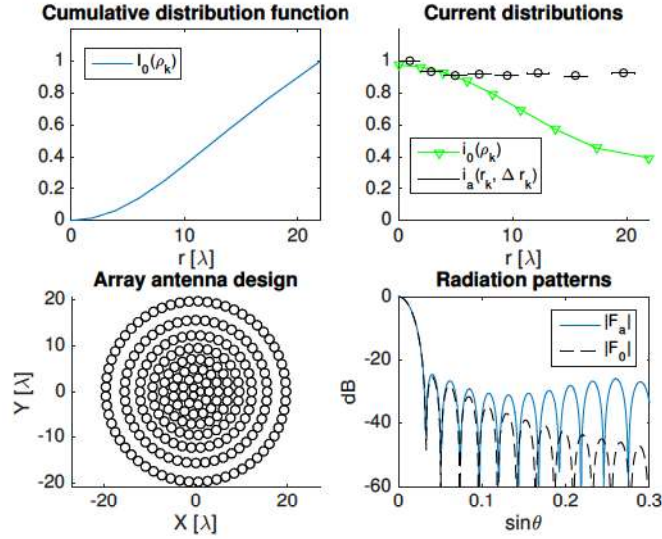 Cumulative distribution function
1
0.8
0.6
0.4
0.2
0
I₀(ρₖ)
0 10 20
r [λ]
Current distributions
1
0.8
0.6
0.4
0.2
0
i₀(ρₖ)
iₐ(rₖ, Δ rₖ)
0 10 20
r [λ]
Array antenna design
Y [λ]
20
10
0
-10
-20
-20 0 20
X [λ]
Radiation patterns
dB
0
-20
-40
-60
|Fₐ|
|F₀|
0 0.1 0.2 0.3
sinθ